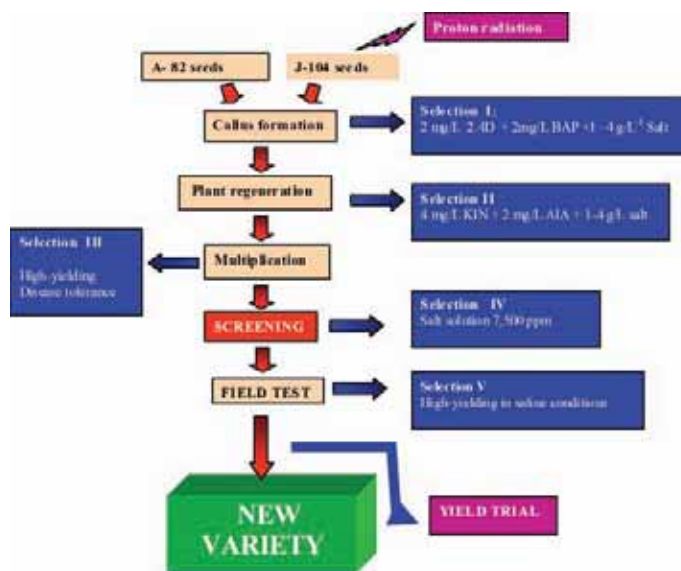 Proton radiation
A- 82 seeds
J-104 seeds
Callus formation
Selection I:
2 mg/L 2.4D + 2mg/L BAP +1 -4 g/L Salt
Plant regeneration
Selection II
4 mg/L KIN + 2 mg/L AIA + 1-4 g/L salt
Selection III
High-yielding
Disease tolerance
Multiplication
SCREENING
Selection IV
Salt solution 7,500 ppm
FIELD TEST
Selection V
High-yielding in saline conditions
NEW
VARIETY
YIELD TRIAL